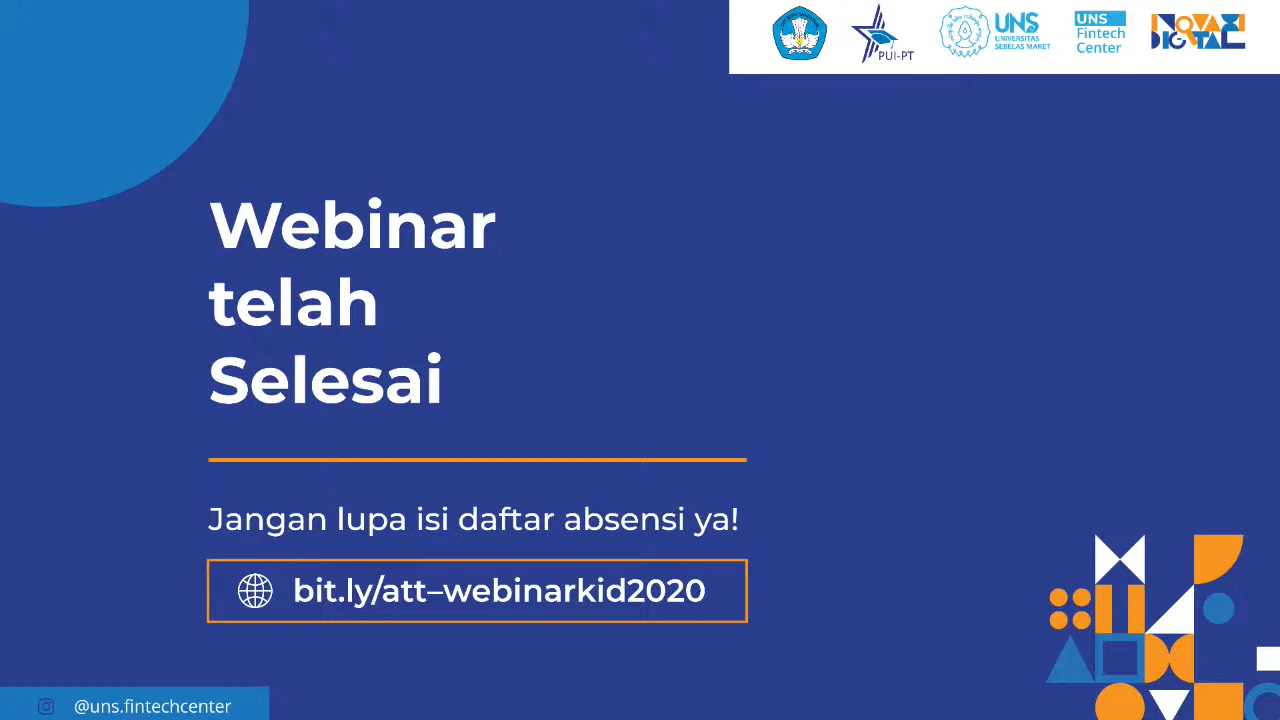 PUI-PT
UNS
UNIVERSITAS
SEBELAS MARET
UNS
Fintech
Center
INOVASI
DIGITAL
Webinar
telah
Selesai
Jangan lupa isi daftar absensi ya!
bit.ly/att–webinarkid2020
@uns.fintechcenter